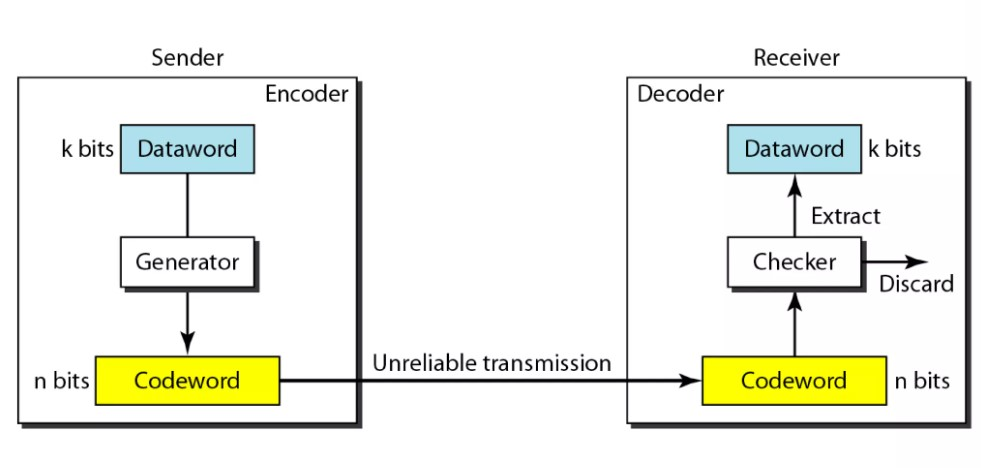 Sender
Encoder
k bits
Dataword
Generator
n bits
Codeword
Unreliable transmission
Receiver
Decoder
Dataword
k bits
Extract
Checker
Discard
Codeword
n bits